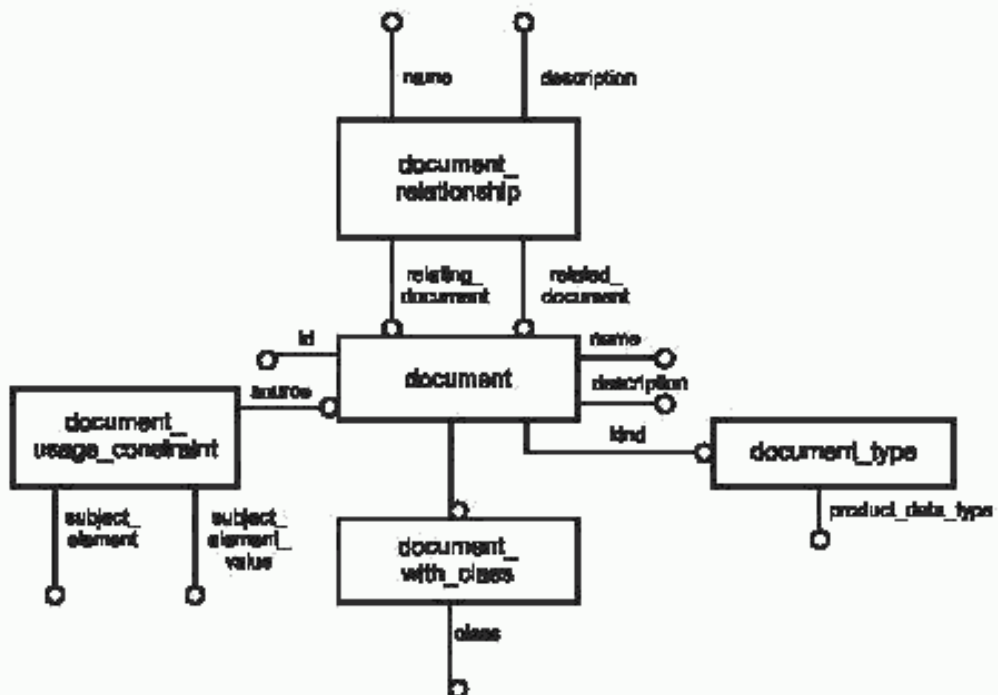 name
description
document_
relationship
relating_
document
related_
document
id
name
document
source
description
document_
usage_constraint
kind
document_type
subject_
element
subject_
element_
value
product_data_type
document_
with_class
class